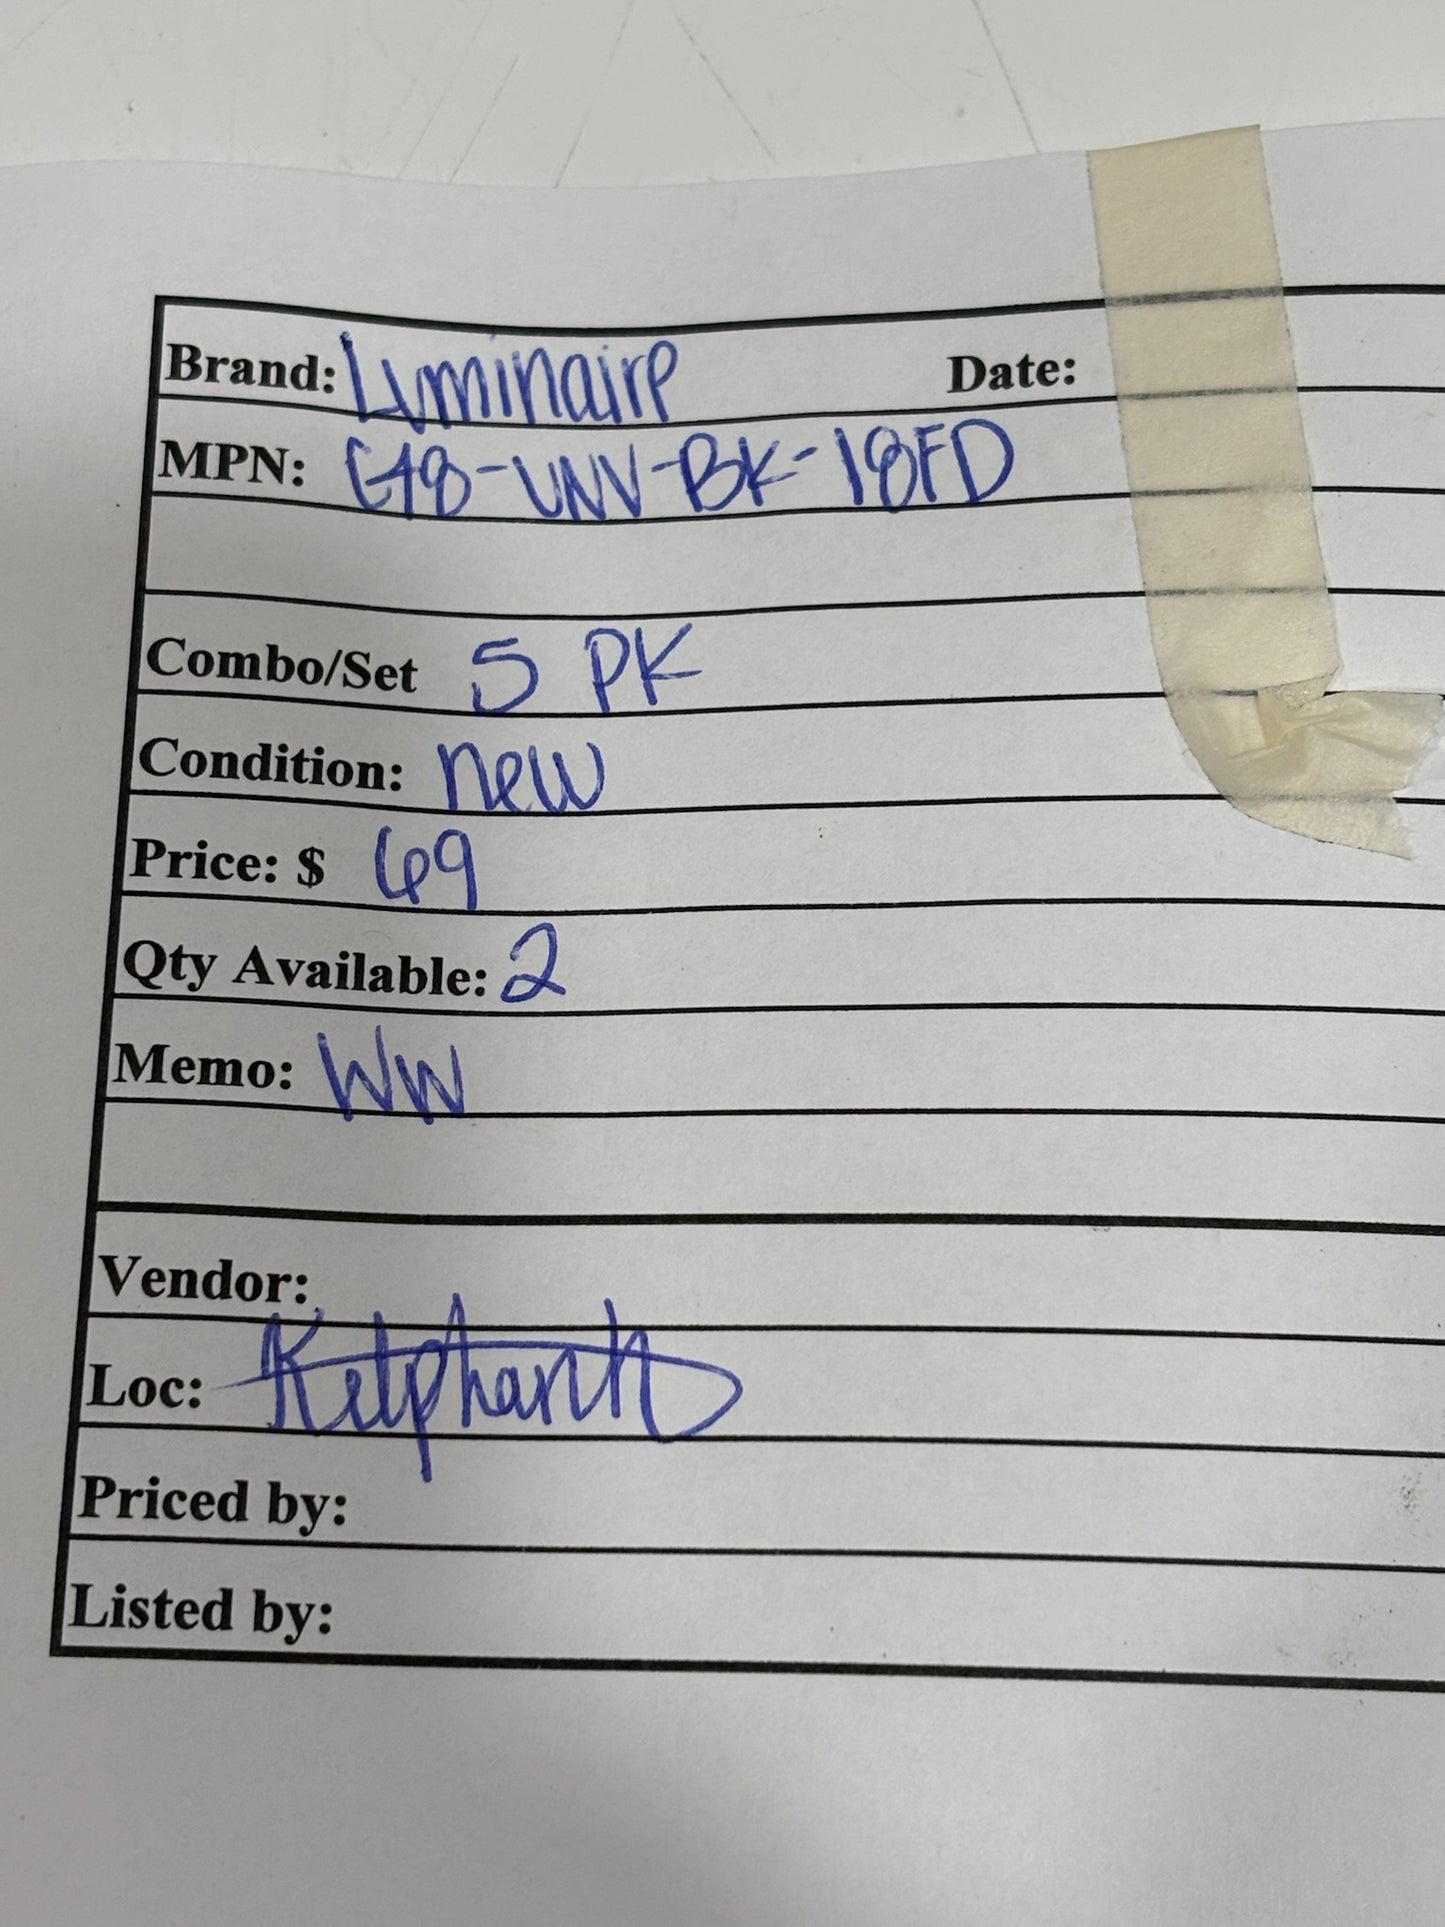 Brand: Luminaire Date:
MPN: G48-UNV-BK-18FD
Combo/Set 5 PK
Condition: new
Price: $ 69
Qty Available: 2
Memo: WW
Vendor:
Loc:
Priced by:
Listed by: